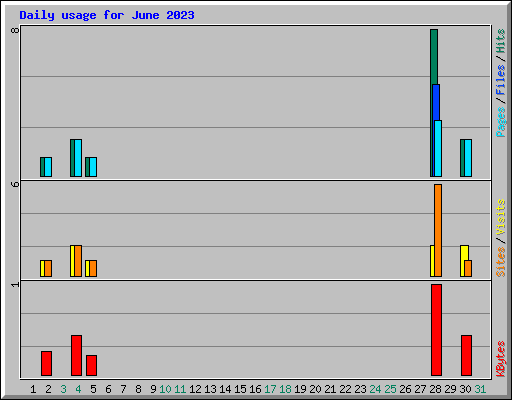 Daily usage for June 2023
8
6
1
Pages / Files / Hits
Sites / Visits
KBytes
1 2 3 4 5 6 7 8 9 10 11 12 13 14 15 16 17 18 19 20 21 22 23 24 25 26 27 28 29 30 31